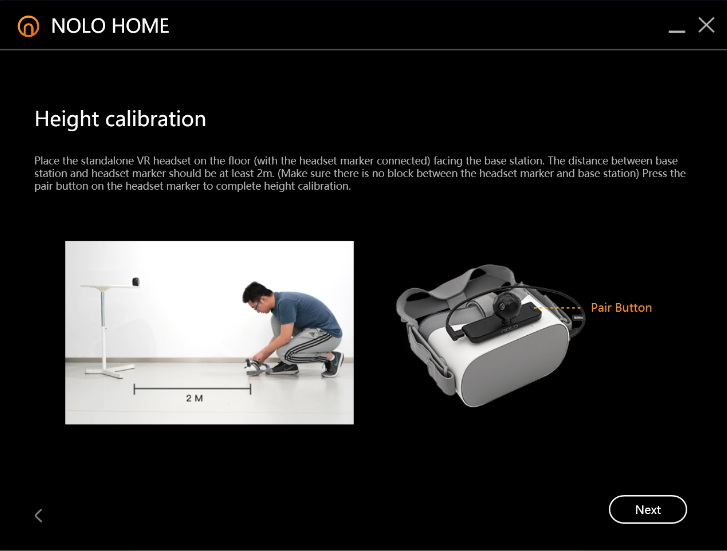 NOLO HOME
Height calibration
Place the standalone VR headset on the floor (with the headset marker connected) facing the base station. The distance between base
station and headset marker should be at least 2m. (Make sure there is no block between the headset marker and base station) Press the
pair button on the headset marker to complete height calibration.
Pair Button
2 M
Next